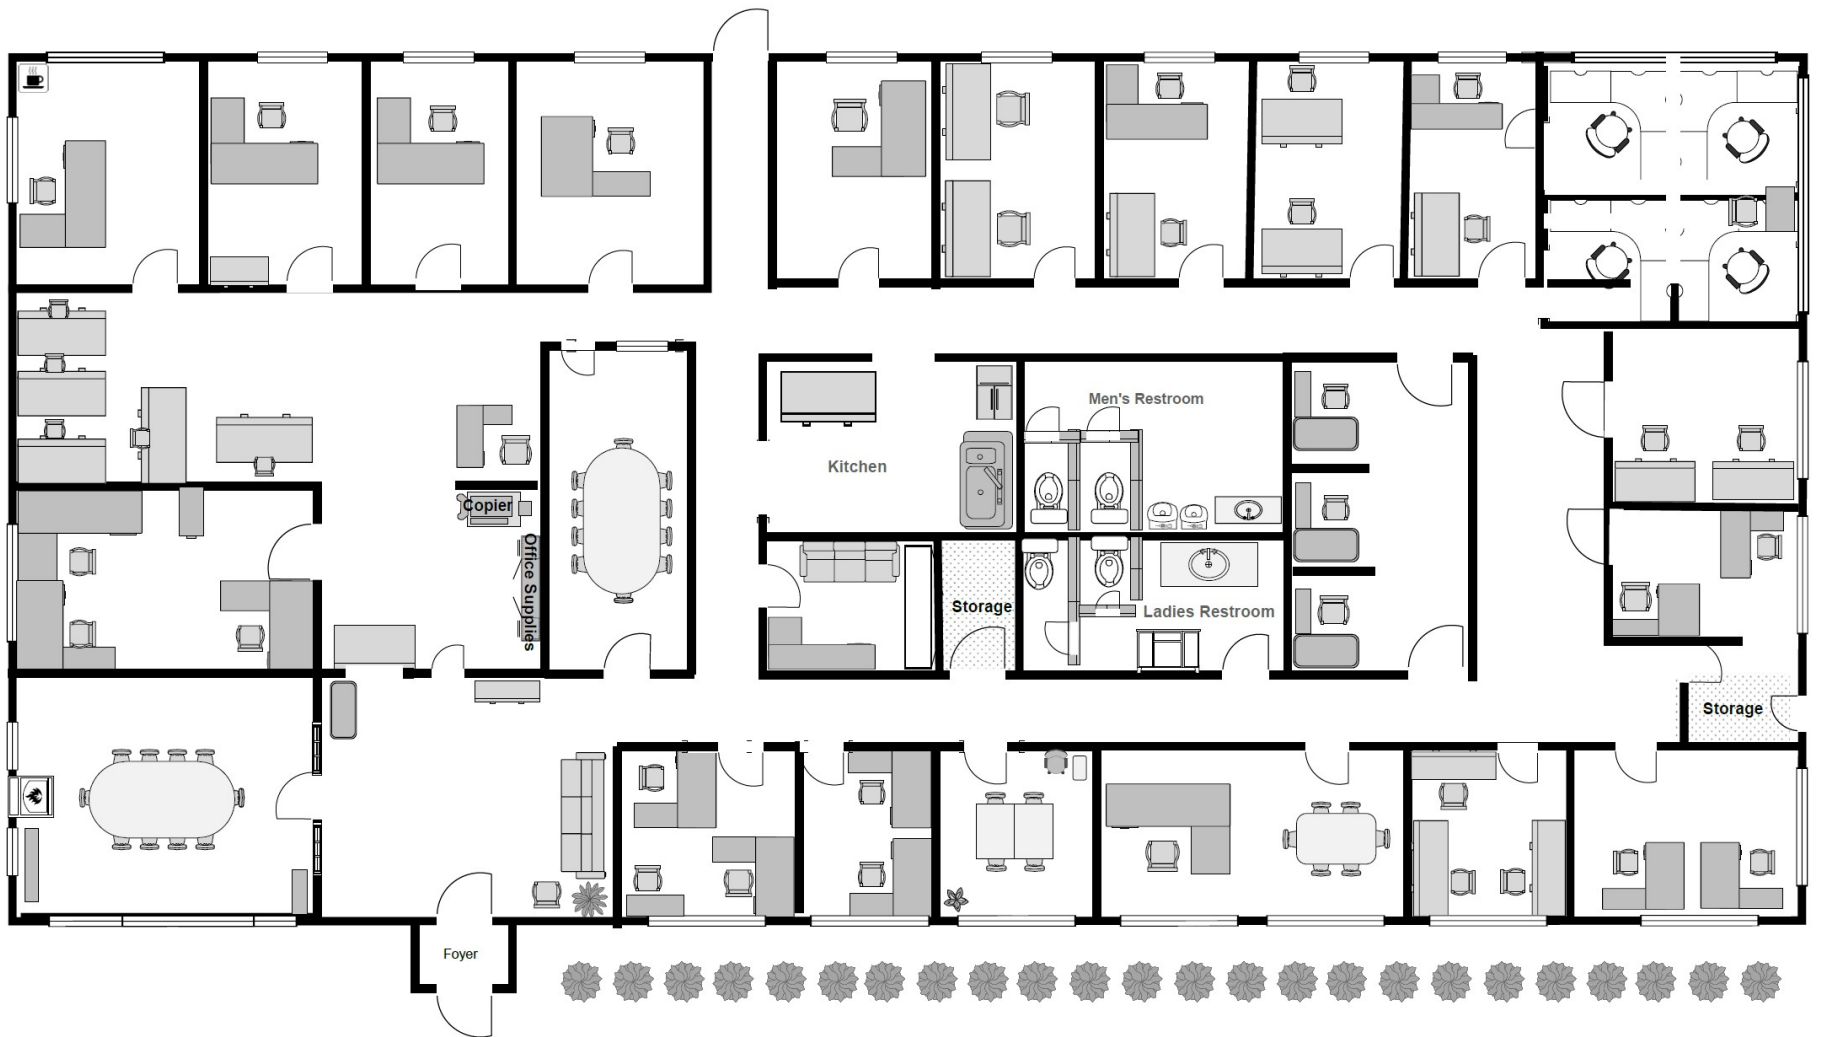 Men's Restroom
Kitchen
Copier
Office Supplies
Storage
Ladies Restroom
Storage
Foyer